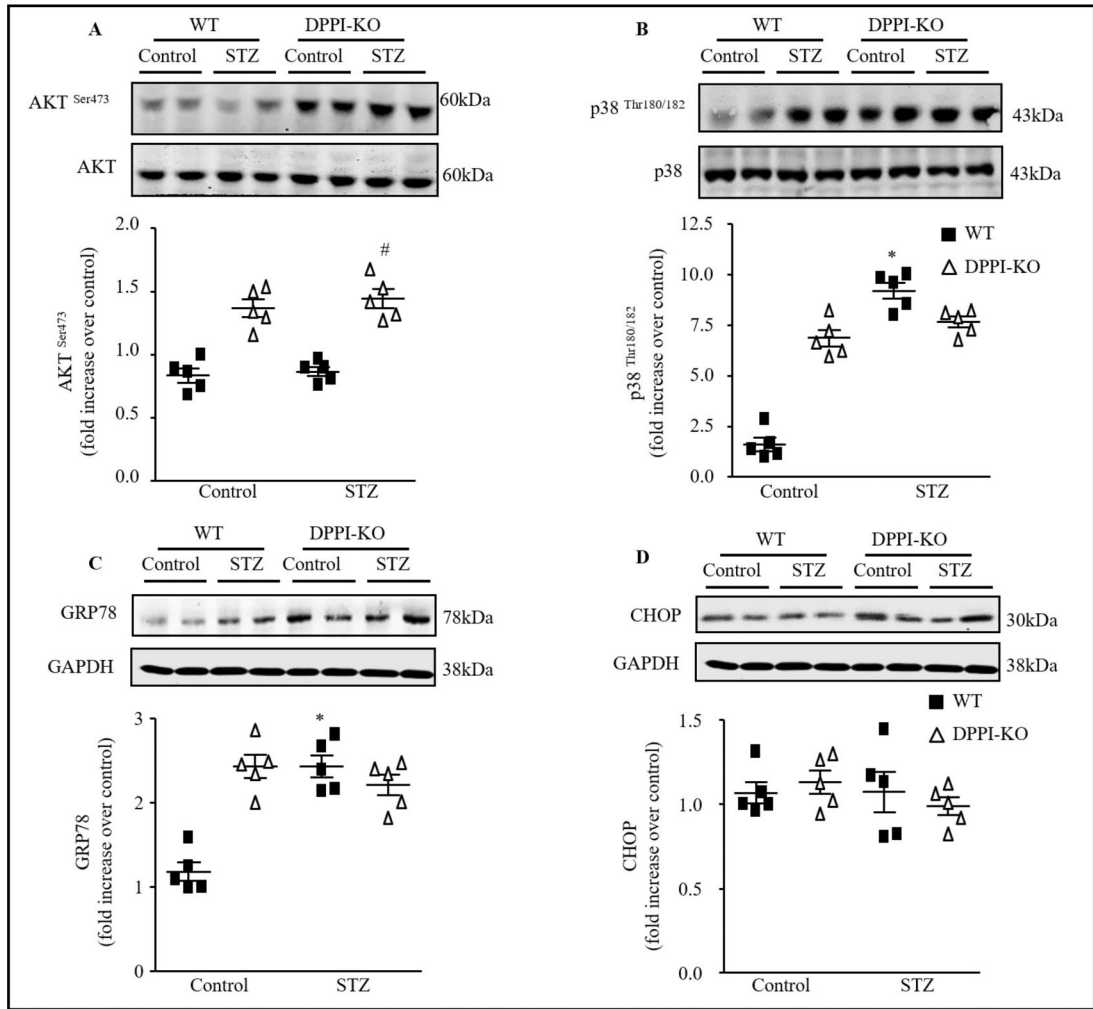 A
WT
DPPI-KO
Control
STZ
Control
STZ
AKT Ser473
60kDa
AKT
60kDa
AKT Ser473
(fold increase over control)
2.0
1.5
1.0
0.5
0.0
#
Control
STZ
B
WT
DPPI-KO
Control
STZ
Control
STZ
p38 Thr180/182
43kDa
p38
43kDa
p38 Thr180/182
(fold increase over control)
12.5
10.0
7.5
5.0
2.5
0.0
*
WT
DPPI-KO
Control
STZ
C
WT
DPPI-KO
Control
STZ
Control
STZ
GRP78
78kDa
GAPDH
38kDa
GRP78
(fold increase over control)
3
2
1
0
*
Control
STZ
D
WT
DPPI-KO
Control
STZ
Control
STZ
CHOP
30kDa
GAPDH
38kDa
CHOP
(fold increase over control)
1.5
1.0
0.5
0.0
WT
DPPI-KO
Control
STZ